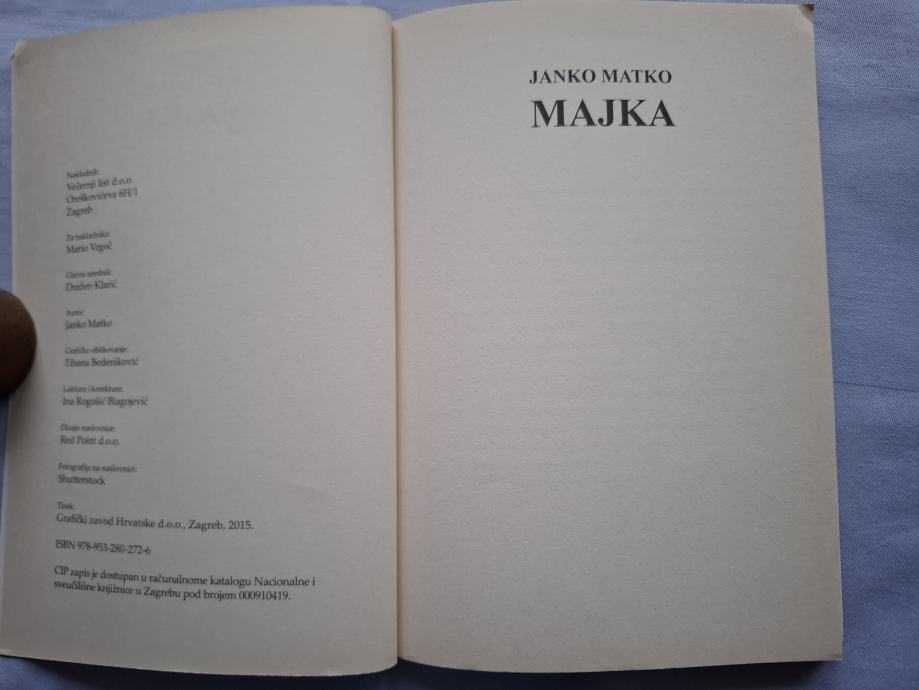 Nakladnik:
Večernji list d.o.o.
Oreškovićeva 6H/1
Zagreb
Za nakladnika:
Mario Vrgoč
Glavni urednik:
Dražen Klarić
Autor:
Janko Matko
Grafičko oblikovanje:
Tihana Bedeniković
Lektura i korektura:
Ina Rogošić Blagojević
Dizajn naslovnice:
Red Point d.o.o.
Fotografija na naslovnici:
Shutterstock
Tisak:
Grafički zavod Hrvatske d.o.o., Zagreb, 2015.
ISBN 978-953-280-272-6
CIP zapis je dostupan u računalnome katalogu Nacionalne i
sveučilišne knjižnice u Zagrebu pod brojem 000910419.
JANKO MATKO
MAJKA